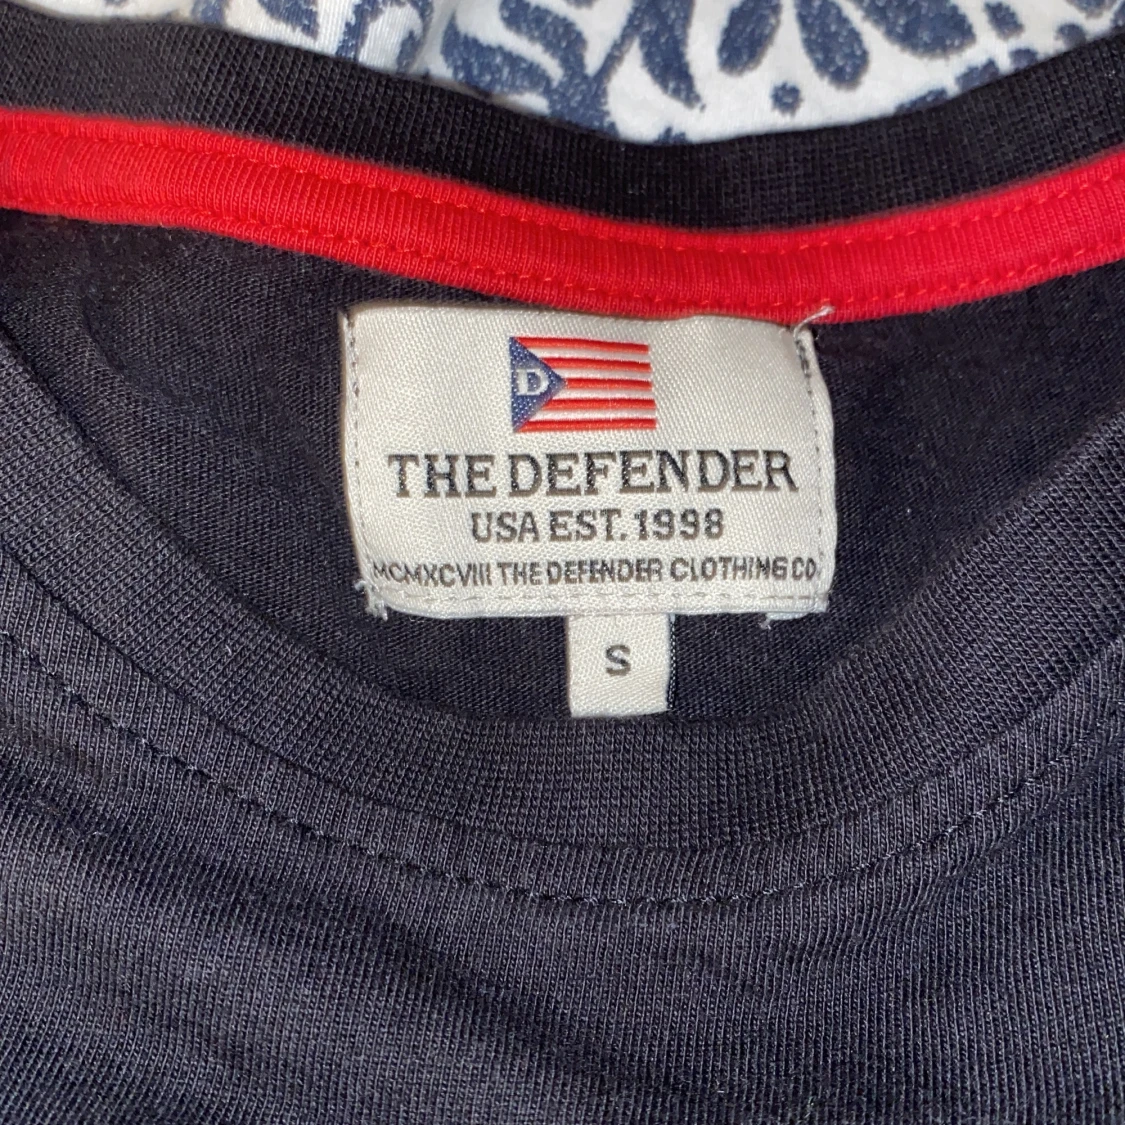 D
THE DEFENDER
USA EST. 1998
MCMXCVIII THE DEFENDER CLOTHING CO
S